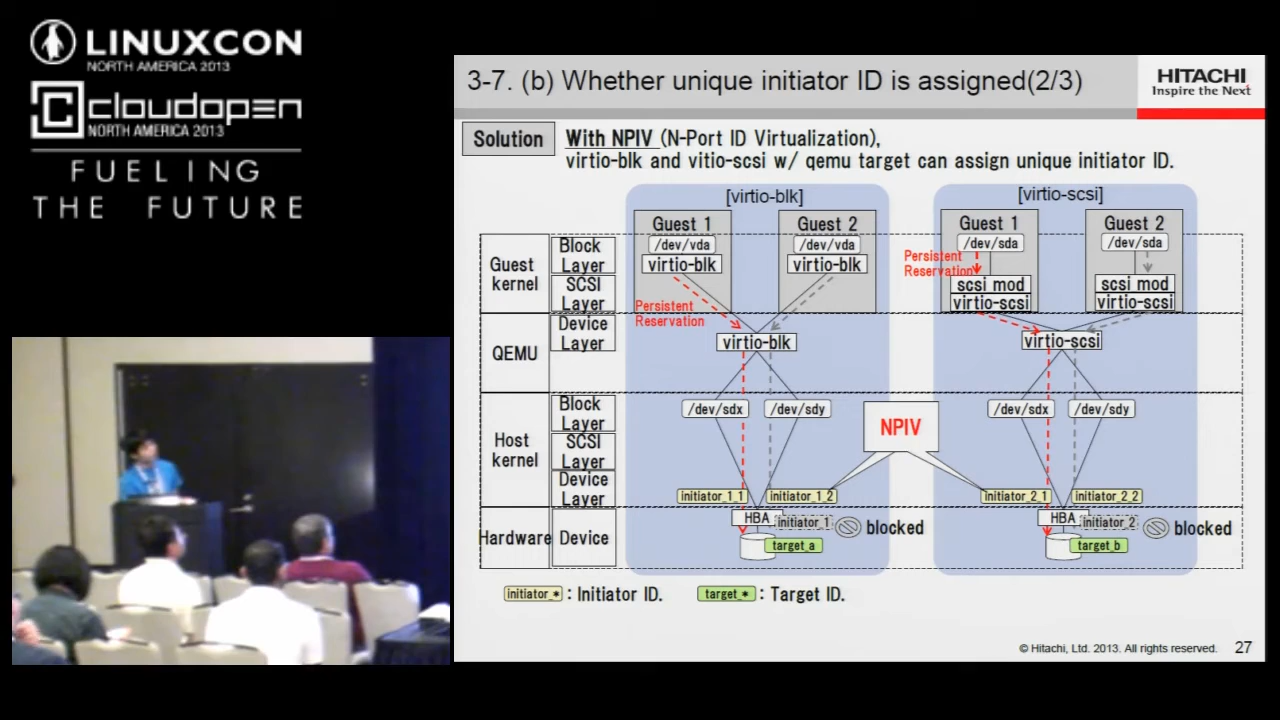 LINUXCON
NORTH AMERICA 2013
cloudopen
NORTH AMERICA 2013
FUELING
THE FUTURE
3-7. (b) Whether unique initiator ID is assigned(2/3)
HITACHI
Inspire the Next
Solution
With NPIV (N-Port ID Virtualization),
virtio-blk and vitio-scsi w/ qemu target can assign unique initiator ID.
[virtio-blk]
[virtio-scsi]
Guest 1
Guest 2
Guest 1
Guest 2
Guest
kernel
Block
Layer
SCSI
Layer
/dev/vda
virtio-blk
/dev/vda
virtio-blk
Persistent
Reservation
/dev/sda
scsi mod
virtio-scsi
/dev/sda
scsi mod
virtio-scsi
Persistent
Reservation
QEMU
Device
Layer
virtio-blk
virtio-scsi
Host
kernel
Block
Layer
SCSI
Layer
Device
Layer
/dev/sdx
/dev/sdy
NPIV
/dev/sdx
/dev/sdy
initiator_1_1
initiator_1_2
initiator_2_1
initiator_2_2
Hardware
Device
HBA
initiator_1
blocked
target_a
HBA
initiator_2
blocked
target_b
initiator_*
: Initiator ID.
target_*
: Target ID.
© Hitachi, Ltd. 2013. All rights reserved.
27